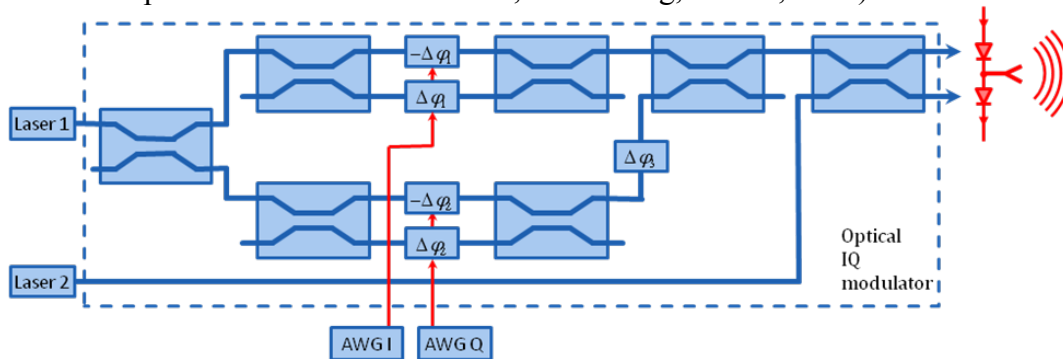 −Δφ₁
Laser 1
Δφ₁
Δφ₃
−Δφ₂
Δφ₂
Optical
IQ
modulator
Laser 2
AWG I
AWG Q